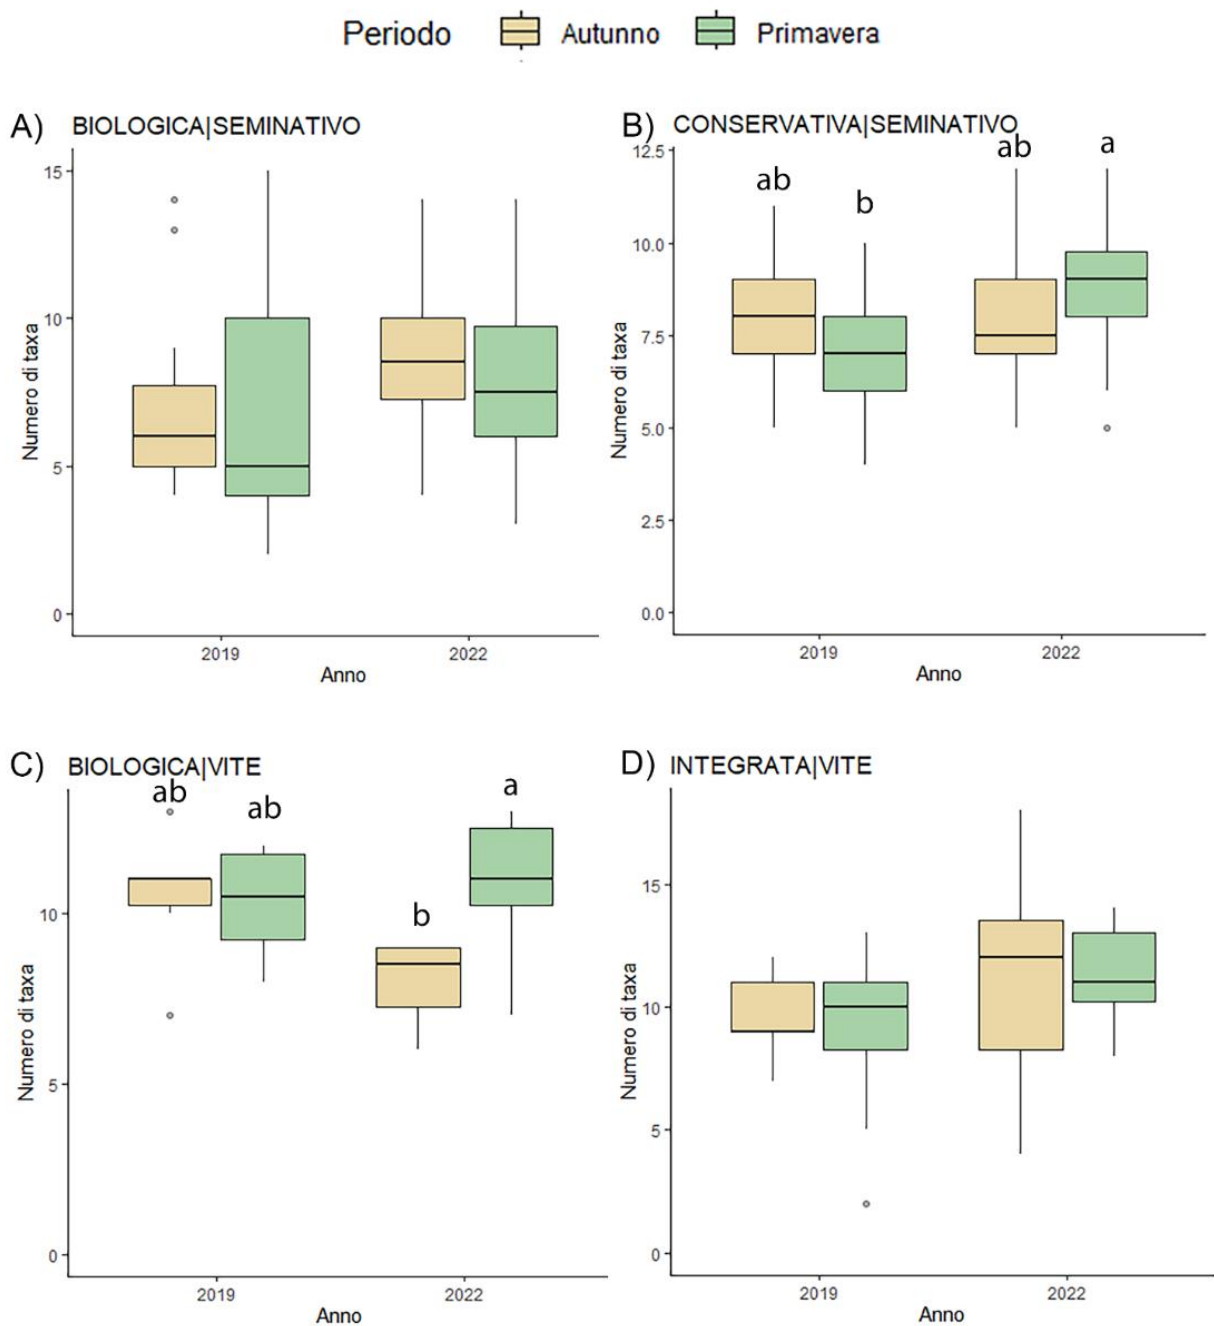 Periodo Autunno Primavera
A) BIOLOGICA|SEMINATIVO
15
10
5
0
Numero di taxa
2019 2022
Anno
B) CONSERVATIVA|SEMINATIVO
ab b ab a
12.5
10.0
7.5
5.0
2.5
0.0
Numero di taxa
2019 2022
Anno
C) BIOLOGICA|VITE
ab ab b a
10
5
0
Numero di taxa
2019 2022
Anno
D) INTEGRATA|VITE
15
10
5
0
Numero di taxa
2019 2022
Anno